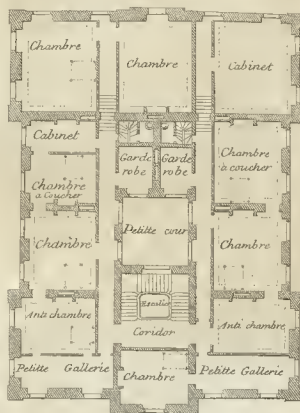 Chambre
Chambre
Cabinet
Cabinet
Garde
robe
Garde
robe
Chambre
à coucher
Chambre
a Coucher
Petitte cour
Chambre
Chambre
Escalier
Anti chambre
Coridor
Anti chambre
Petitte Gallerie
Chambre
Petitte Gallerie